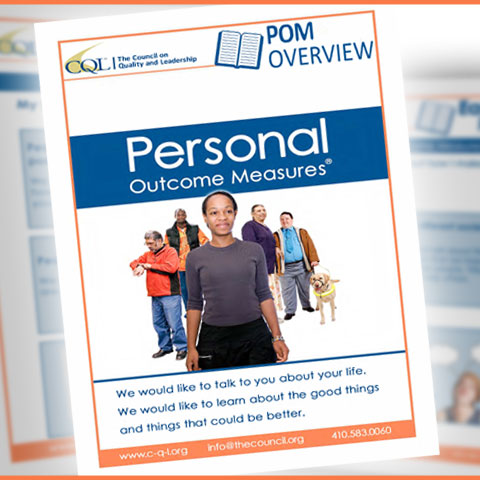 CQL
The Council on
Quality and Leadership
POM
OVERVIEW
Personal
Outcome Measures®
We would like to talk to you about your life.
We would like to learn about the good things
and things that could be better.
www.c-q-l.org info@thecouncil.org 410.583.0060